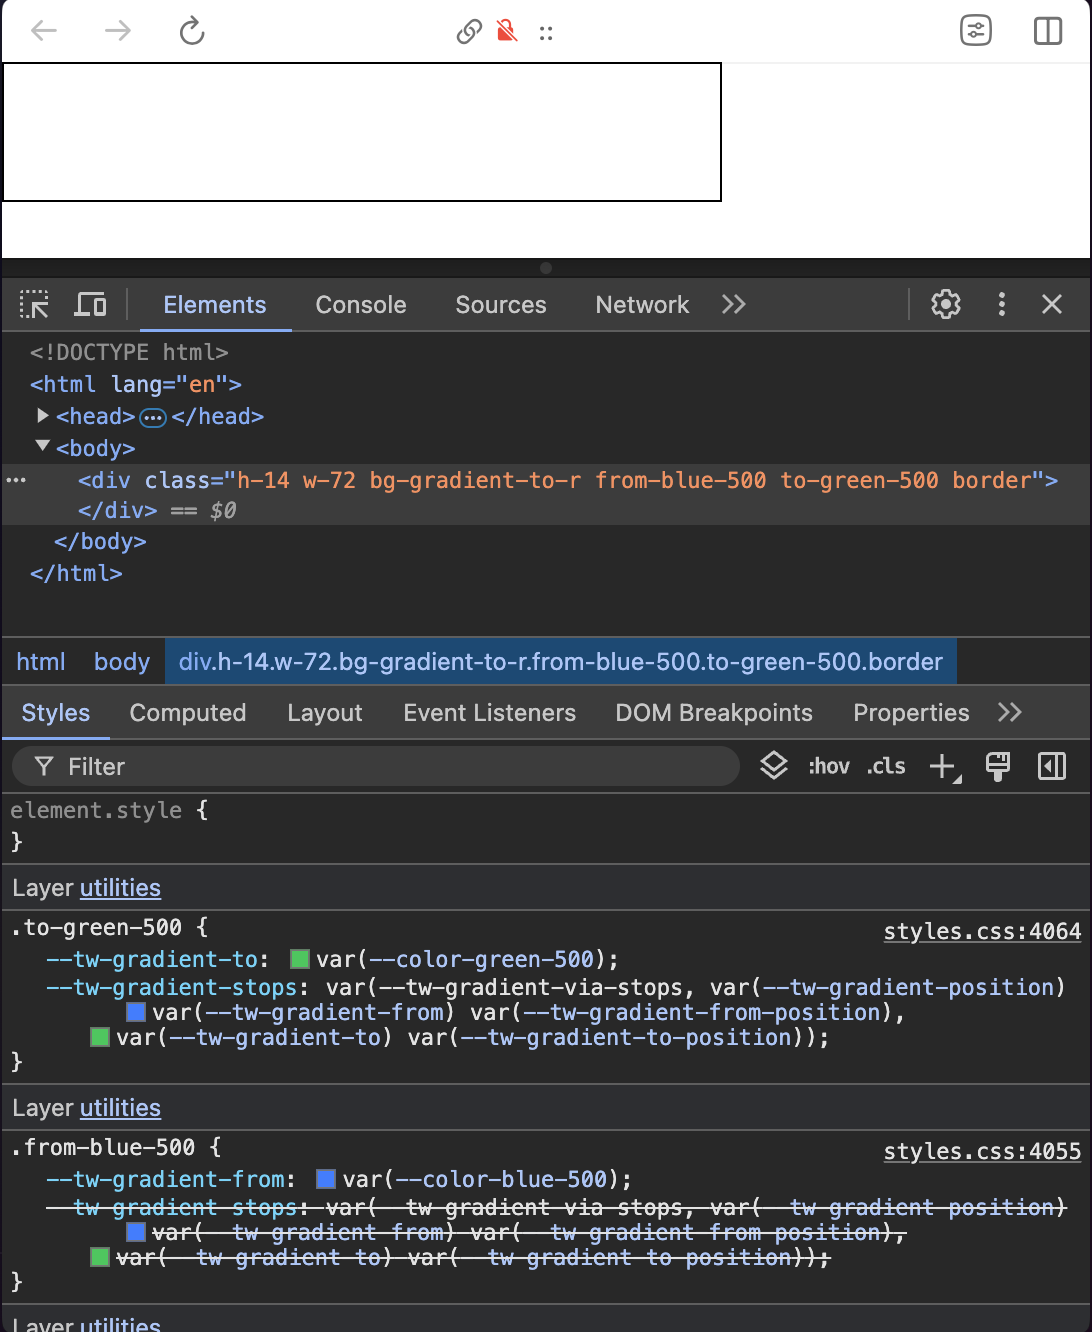 Elements Console Sources Network
<!DOCTYPE html>
<html lang="en">
<head>…</head>
<body>
<div class="h-14 w-72 bg-gradient-to-r from-blue-500 to-green-500 border">
</div> == $0
</body>
</html>
html body div.h-14.w-72.bg-gradient-to-r.from-blue-500.to-green-500.border
Styles Computed Layout Event Listeners DOM Breakpoints Properties
Filter :hov .cls
element.style {
}
Layer utilities
.to-green-500 { styles.css:4064
--tw-gradient-to: var(--color-green-500);
--tw-gradient-stops: var(--tw-gradient-via-stops, var(--tw-gradient-position)
var(--tw-gradient-from) var(--tw-gradient-from-position),
var(--tw-gradient-to) var(--tw-gradient-to-position));
}
Layer utilities
.from-blue-500 { styles.css:4055
--tw-gradient-from: var(--color-blue-500);
--tw-gradient-stops: var(--tw-gradient-via-stops, var(--tw-gradient-position)
var(--tw-gradient-from) var(--tw-gradient-from-position),
var(--tw-gradient-to) var(--tw-gradient-to-position));
}
Layer utilities